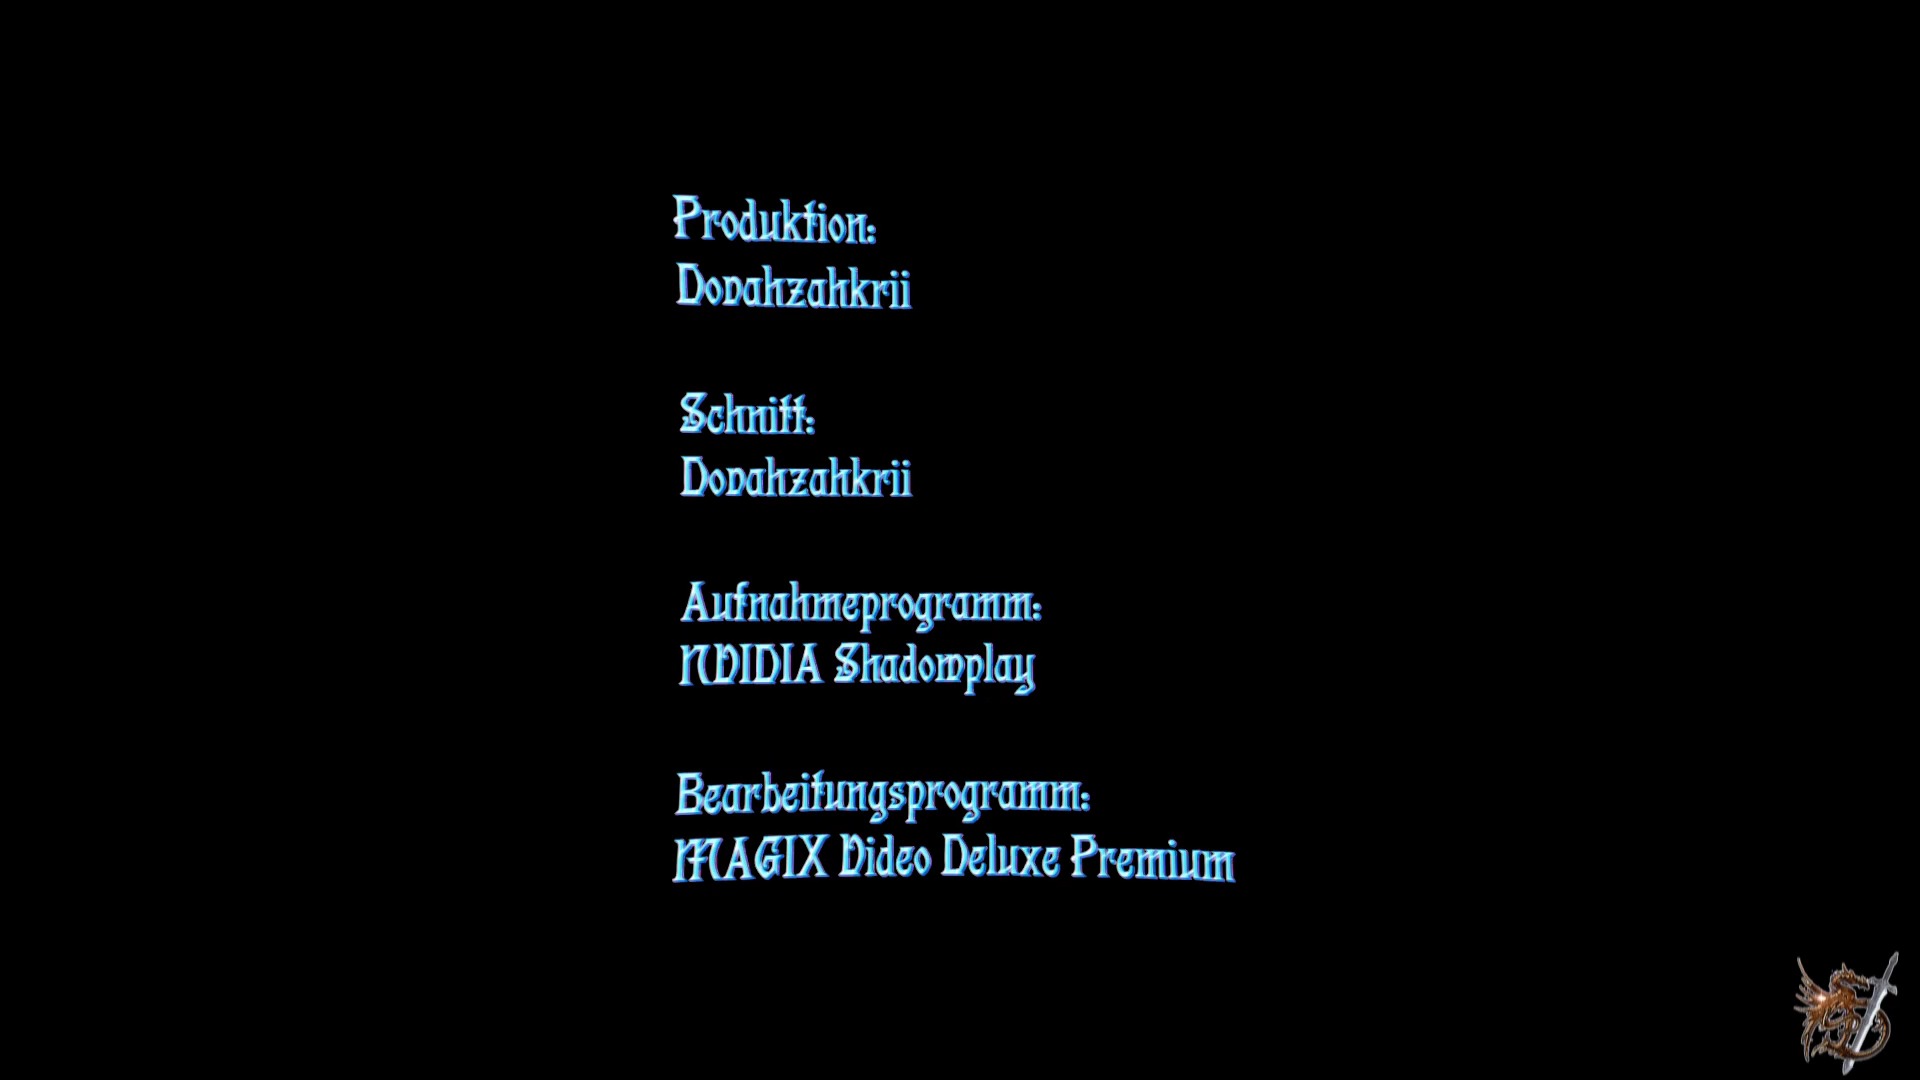 Produktion:
Dovahzahkrii
Schnitt:
Dovahzahkrii
Aufnahmeprogramm:
NVIDIA Shadowplay
Bearbeitungsprogramm:
MAGIX Video Deluxe Premium